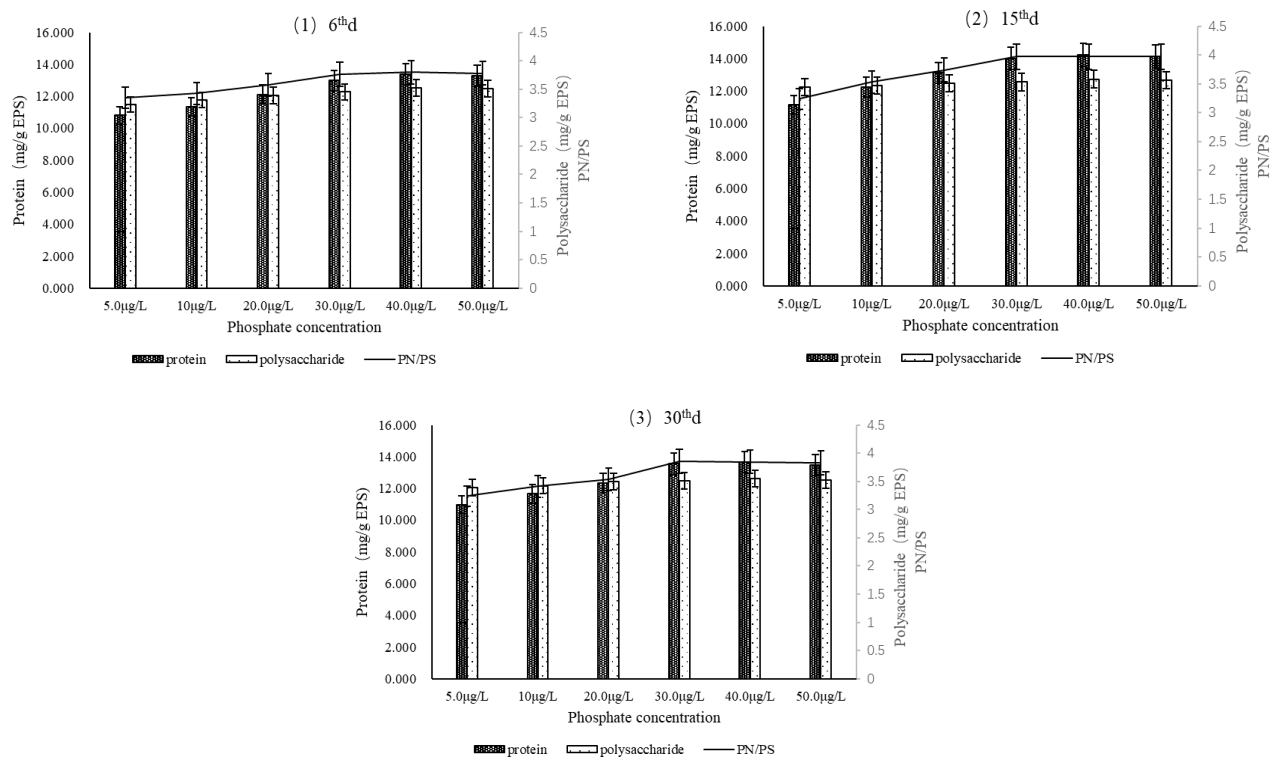 (1) 6thd
16.000
14.000
12.000
10.000
8.000
6.000
4.000
2.000
0.000
Protein (mg/g EPS)
4.5
4
3.5
3
2.5
2
1.5
1
0.5
0
Polysaccharide (mg/g EPS)
PN/PS
5.0μg/L 10μg/L 20.0μg/L 30.0μg/L 40.0μg/L 50.0μg/L
Phosphate concentration
protein polysaccharide PN/PS
(2) 15thd
16.000
14.000
12.000
10.000
8.000
6.000
4.000
2.000
0.000
Protein (mg/g EPS)
4.5
4
3.5
3
2.5
2
1.5
1
0.5
0
Polysaccharide (mg/g EPS)
PN/PS
5.0μg/L 10μg/L 20.0μg/L 30.0μg/L 40.0μg/L 50.0μg/L
Phosphate concentration
protein polysaccharide PN/PS
(3) 30thd
16.000
14.000
12.000
10.000
8.000
6.000
4.000
2.000
0.000
Protein (mg/g EPS)
4.5
4
3.5
3
2.5
2
1.5
1
0.5
0
Polysaccharide (mg/g EPS)
PN/PS
5.0μg/L 10μg/L 20.0μg/L 30.0μg/L 40.0μg/L 50.0μg/L
Phosphate concentration
protein polysaccharide PN/PS